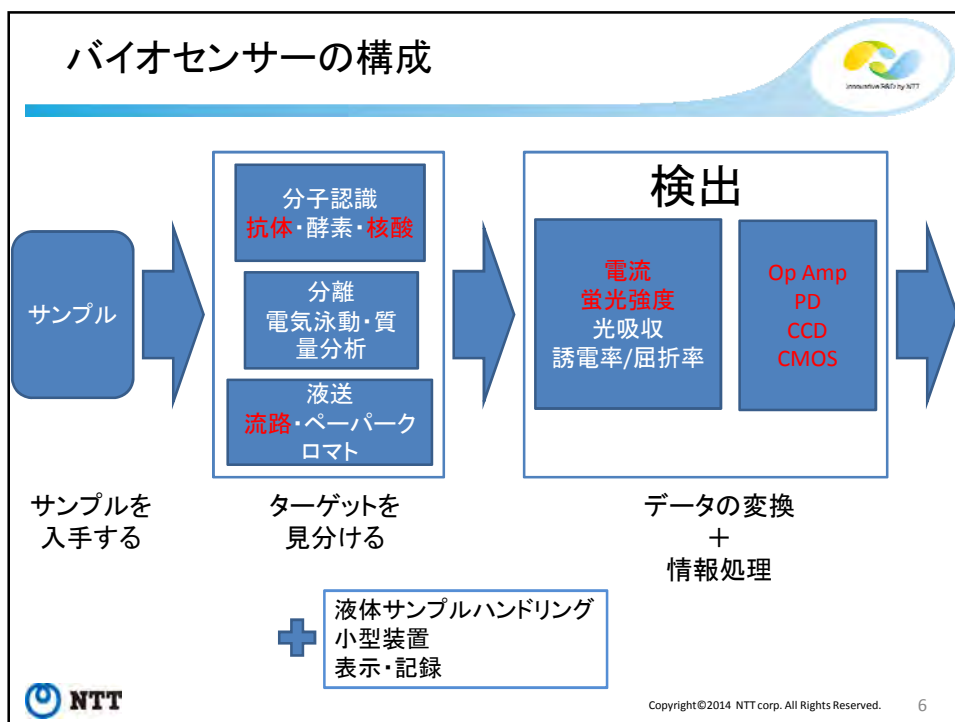 バイオセンサーの構成
Innovative R&D by NTT
サンプル
分子認識
抗体・酵素・核酸
分離
電気泳動・質
量分析
液送
流路・ペーパーク
ロマト
検出
電流
蛍光強度
光吸収
誘電率/屈折率
Op Amp
PD
CCD
CMOS
サンプルを
入手する
ターゲットを
見分ける
データの変換
＋
情報処理
液体サンプルハンドリング
小型装置
表示・記録
NTT
Copyright©2014 NTT corp. All Rights Reserved.
6